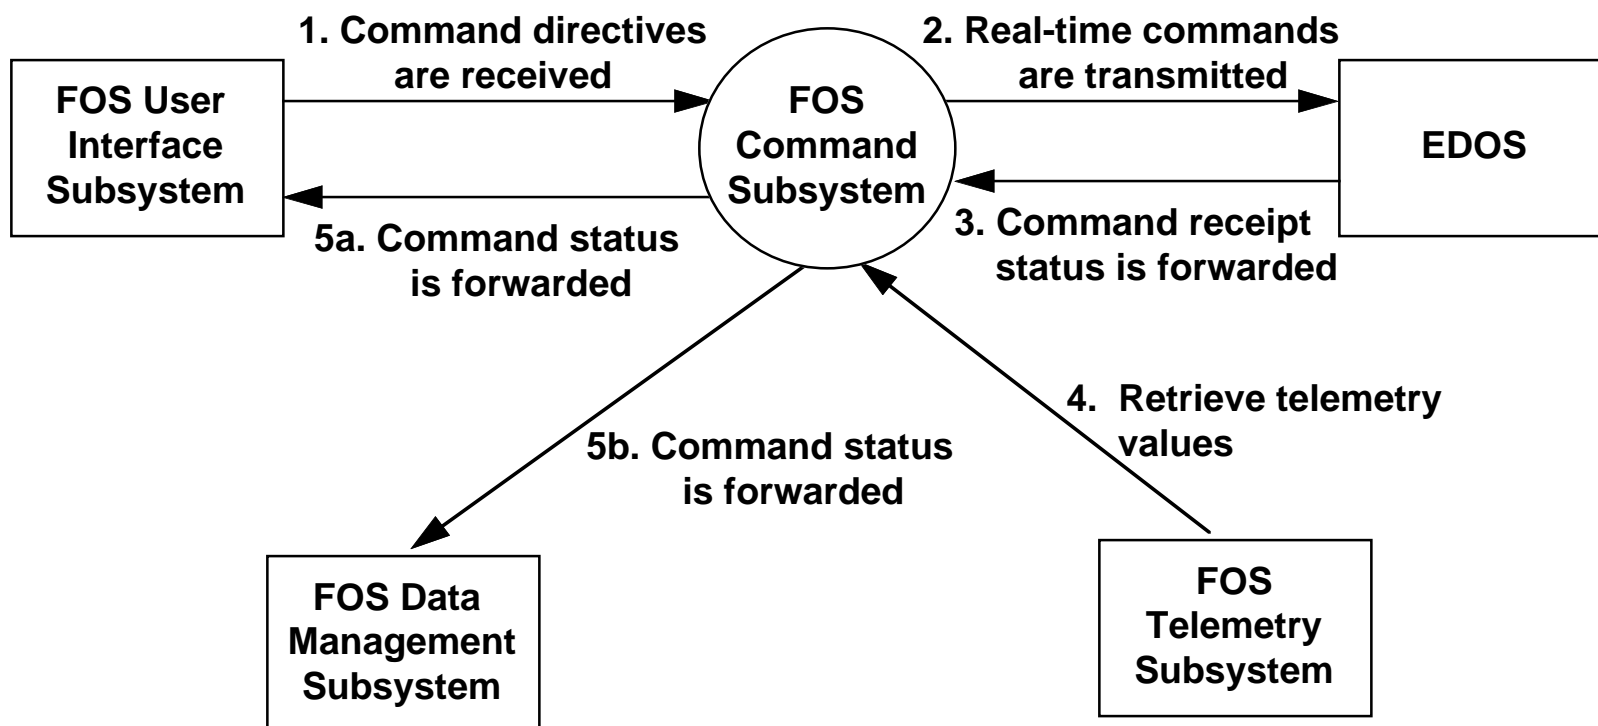 1. Command directives
are received
2. Real-time commands
are transmitted
FOS User
Interface
Subsystem
FOS
Command
Subsystem
EDOS
5a. Command status
is forwarded
3. Command receipt
status is forwarded
4. Retrieve telemetry
values
5b. Command status
is forwarded
FOS Data
Management
Subsystem
FOS
Telemetry
Subsystem